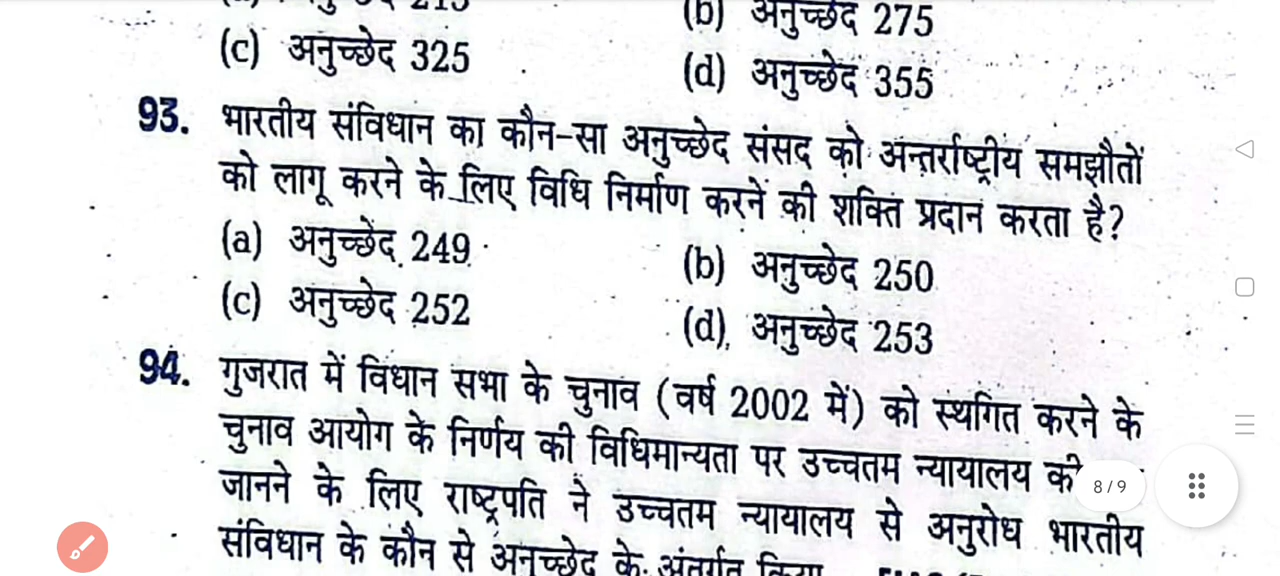 (b) अनुच्छेद 275
(c) अनुच्छेद 325
(d) अनुच्छेद 355
93. भारतीय संविधान का कौन-सा अनुच्छेद संसद को अन्तर्राष्ट्रीय समझौतों
को लागू करने के लिए विधि निर्माण करने की शक्ति प्रदान करता है?
(a) अनुच्छेद 249
(b) अनुच्छेद 250
(c) अनुच्छेद 252
(d) अनुच्छेद 253
94. गुजरात में विधान सभा के चुनाव (वर्ष 2002 में) को स्थगित करने के
चुनाव आयोग के निर्णय की विधिमान्यता पर उच्चतम न्यायालय की
8/9
जानने के लिए राष्ट्रपति ने उच्चतम न्यायालय से अनुरोध भारतीय
संविधान के कौन से अनुच्छेद के अंतर्गत किया